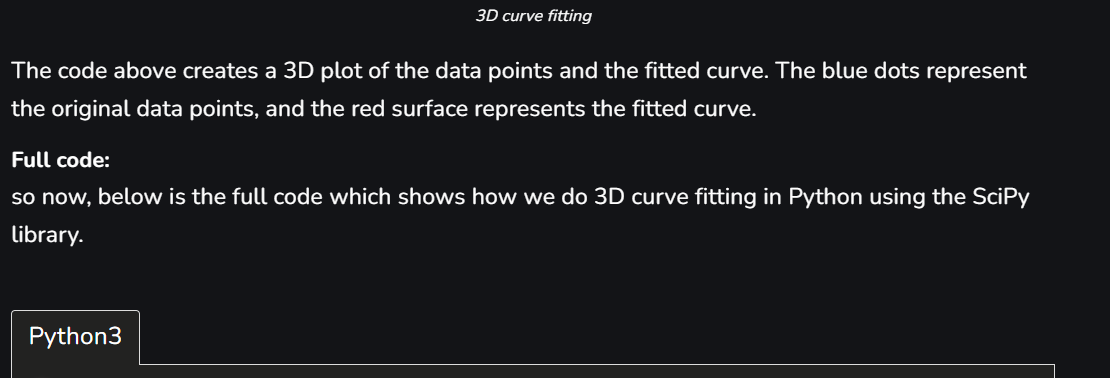 3D curve fitting
The code above creates a 3D plot of the data points and the fitted curve. The blue dots represent
the original data points, and the red surface represents the fitted curve.
Full code:
so now, below is the full code which shows how we do 3D curve fitting in Python using the SciPy
library.
Python3